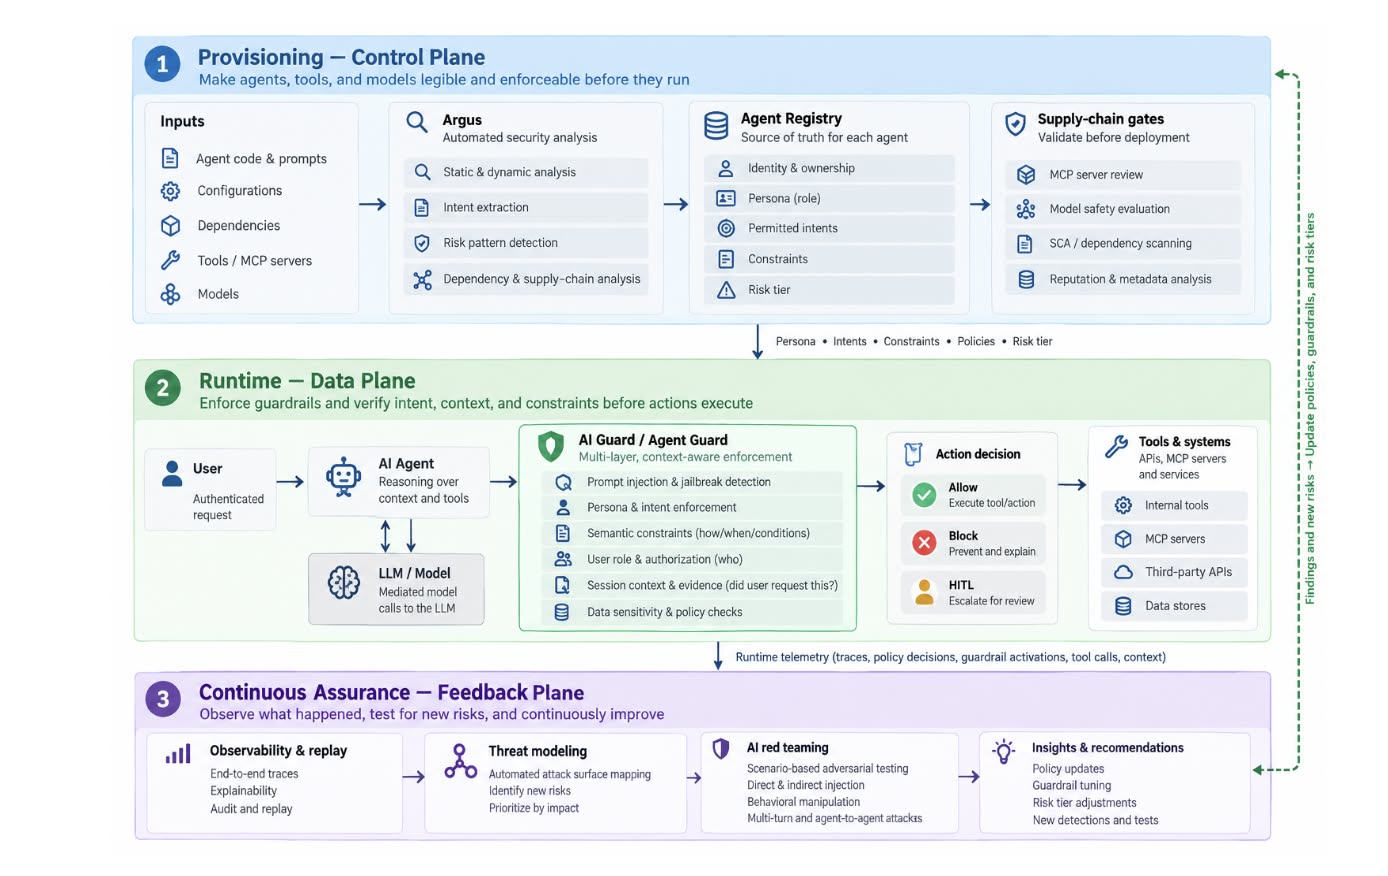 1
Provisioning — Control Plane
Make agents, tools, and models legible and enforceable before they run
Inputs
Agent code & prompts
Configurations
Dependencies
Tools / MCP servers
Models
Argus
Automated security analysis
Static & dynamic analysis
Intent extraction
Risk pattern detection
Dependency & supply-chain analysis
Agent Registry
Source of truth for each agent
Identity & ownership
Persona (role)
Permitted intents
Constraints
Risk tier
Supply-chain gates
Validate before deployment
MCP server review
Model safety evaluation
SCA / dependency scanning
Reputation & metadata analysis
Persona • Intents • Constraints • Policies • Risk tier
2
Runtime — Data Plane
Enforce guardrails and verify intent, context, and constraints before actions execute
User
Authenticated
request
AI Agent
Reasoning over
context and tools
LLM / Model
Mediated model
calls to the LLM
AI Guard / Agent Guard
Multi-layer, context-aware enforcement
Prompt injection & jailbreak detection
Persona & intent enforcement
Semantic constraints (how/when/conditions)
User role & authorization (who)
Session context & evidence (did user request this?)
Data sensitivity & policy checks
Action decision
Allow
Execute tool/action
Block
Prevent and explain
HITL
Escalate for review
Tools & systems
APIs, MCP servers
and services
Internal tools
MCP servers
Third-party APIs
Data stores
Runtime telemetry (traces, policy decisions, guardrail activations, tool calls, context)
3
Continuous Assurance — Feedback Plane
Observe what happened, test for new risks, and continuously improve
Observability & replay
End-to-end traces
Explainability
Audit and replay
Threat modeling
Automated attack surface mapping
Identify new risks
Prioritize by impact
AI red teaming
Scenario-based adversarial testing
Direct & indirect injection
Behavioral manipulation
Multi-turn and agent-to-agent attacks
Insights & recomendations
Policy updates
Guardrail tuning
Risk tier adjustments
New detections and tests
Findings and new risks → Update policies, guardrails, and risk tiers